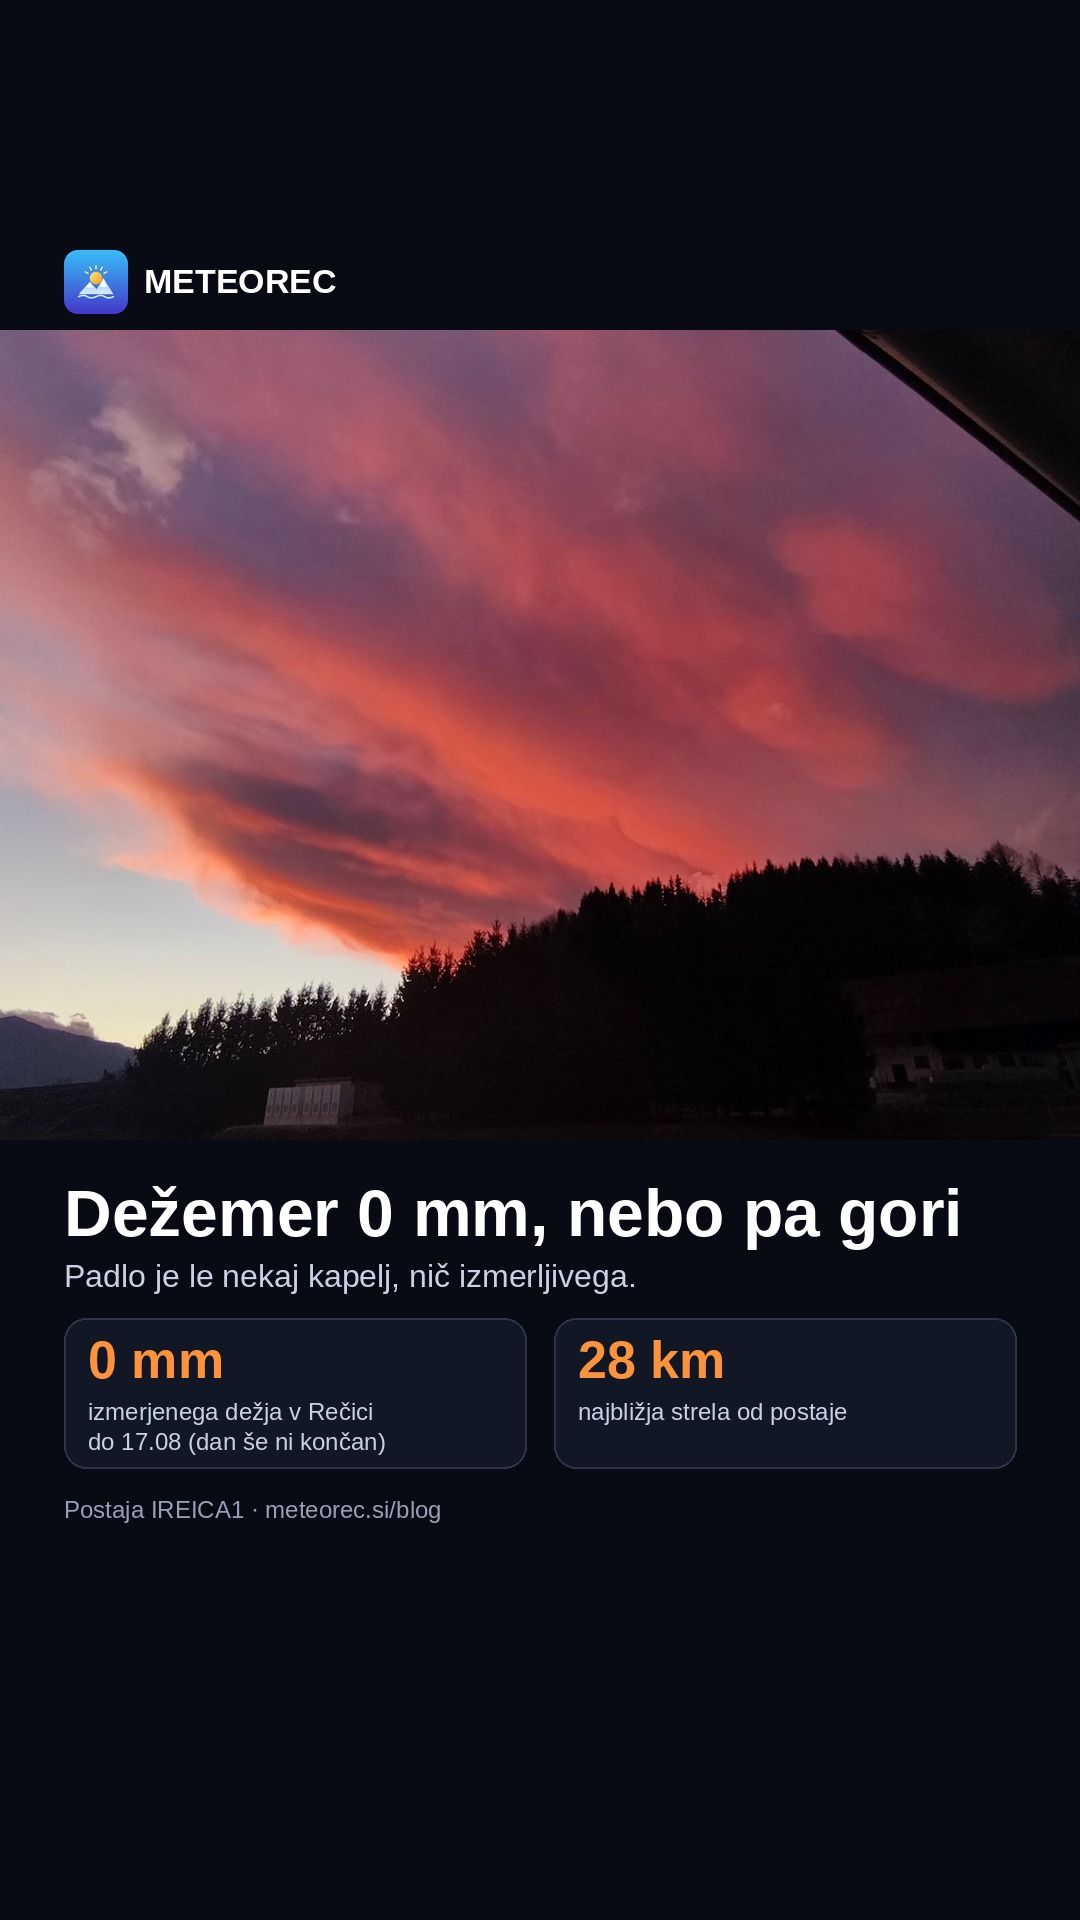 METEOREC
Dežemer 0 mm, nebo pa gori
Padlo je le nekaj kapelj, nič izmerljivega.
0 mm
izmerjenega dežja v Rečici
do 17.08 (dan še ni končan)
28 km
najbližja strela od postaje
Postaja IREICA1 · meteorec.si/blog